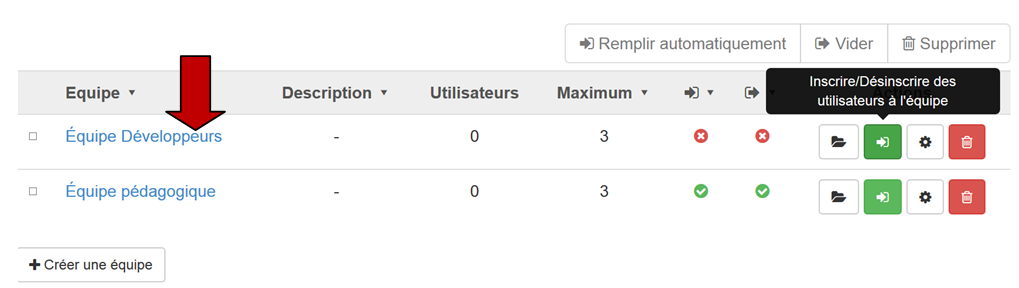 Remplir automatiquement Vider Supprimer
Inscrire/Désinscrire des
utilisateurs à l'équipe
Equipe Description Utilisateurs Maximum
Équipe Développeurs - 0 3
Équipe pédagogique - 0 3
Créer une équipe